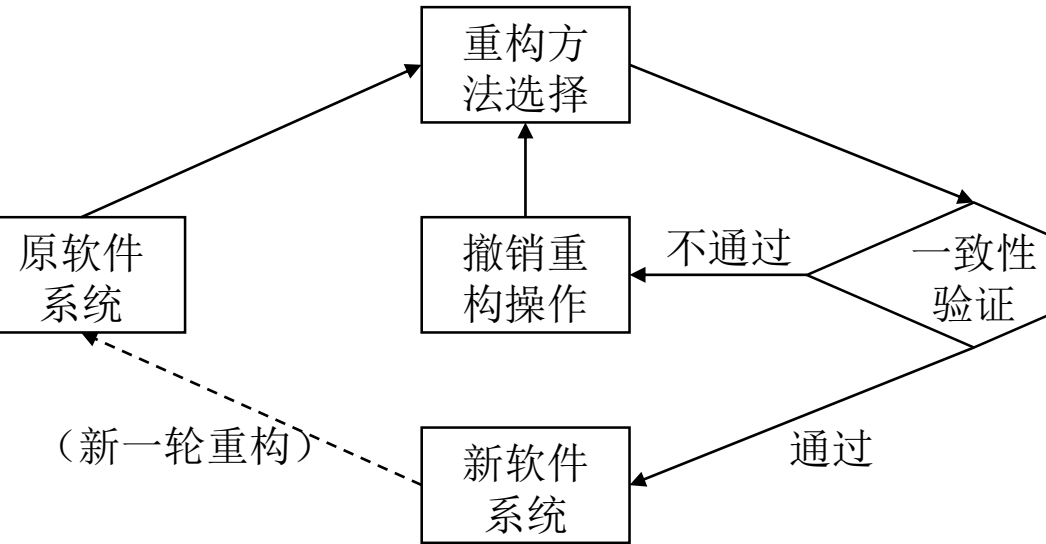 重构方
法选择
原软件
系统
撤销重
构操作
不通过
一致性
验证
（新一轮重构）
新软件
系统
通过